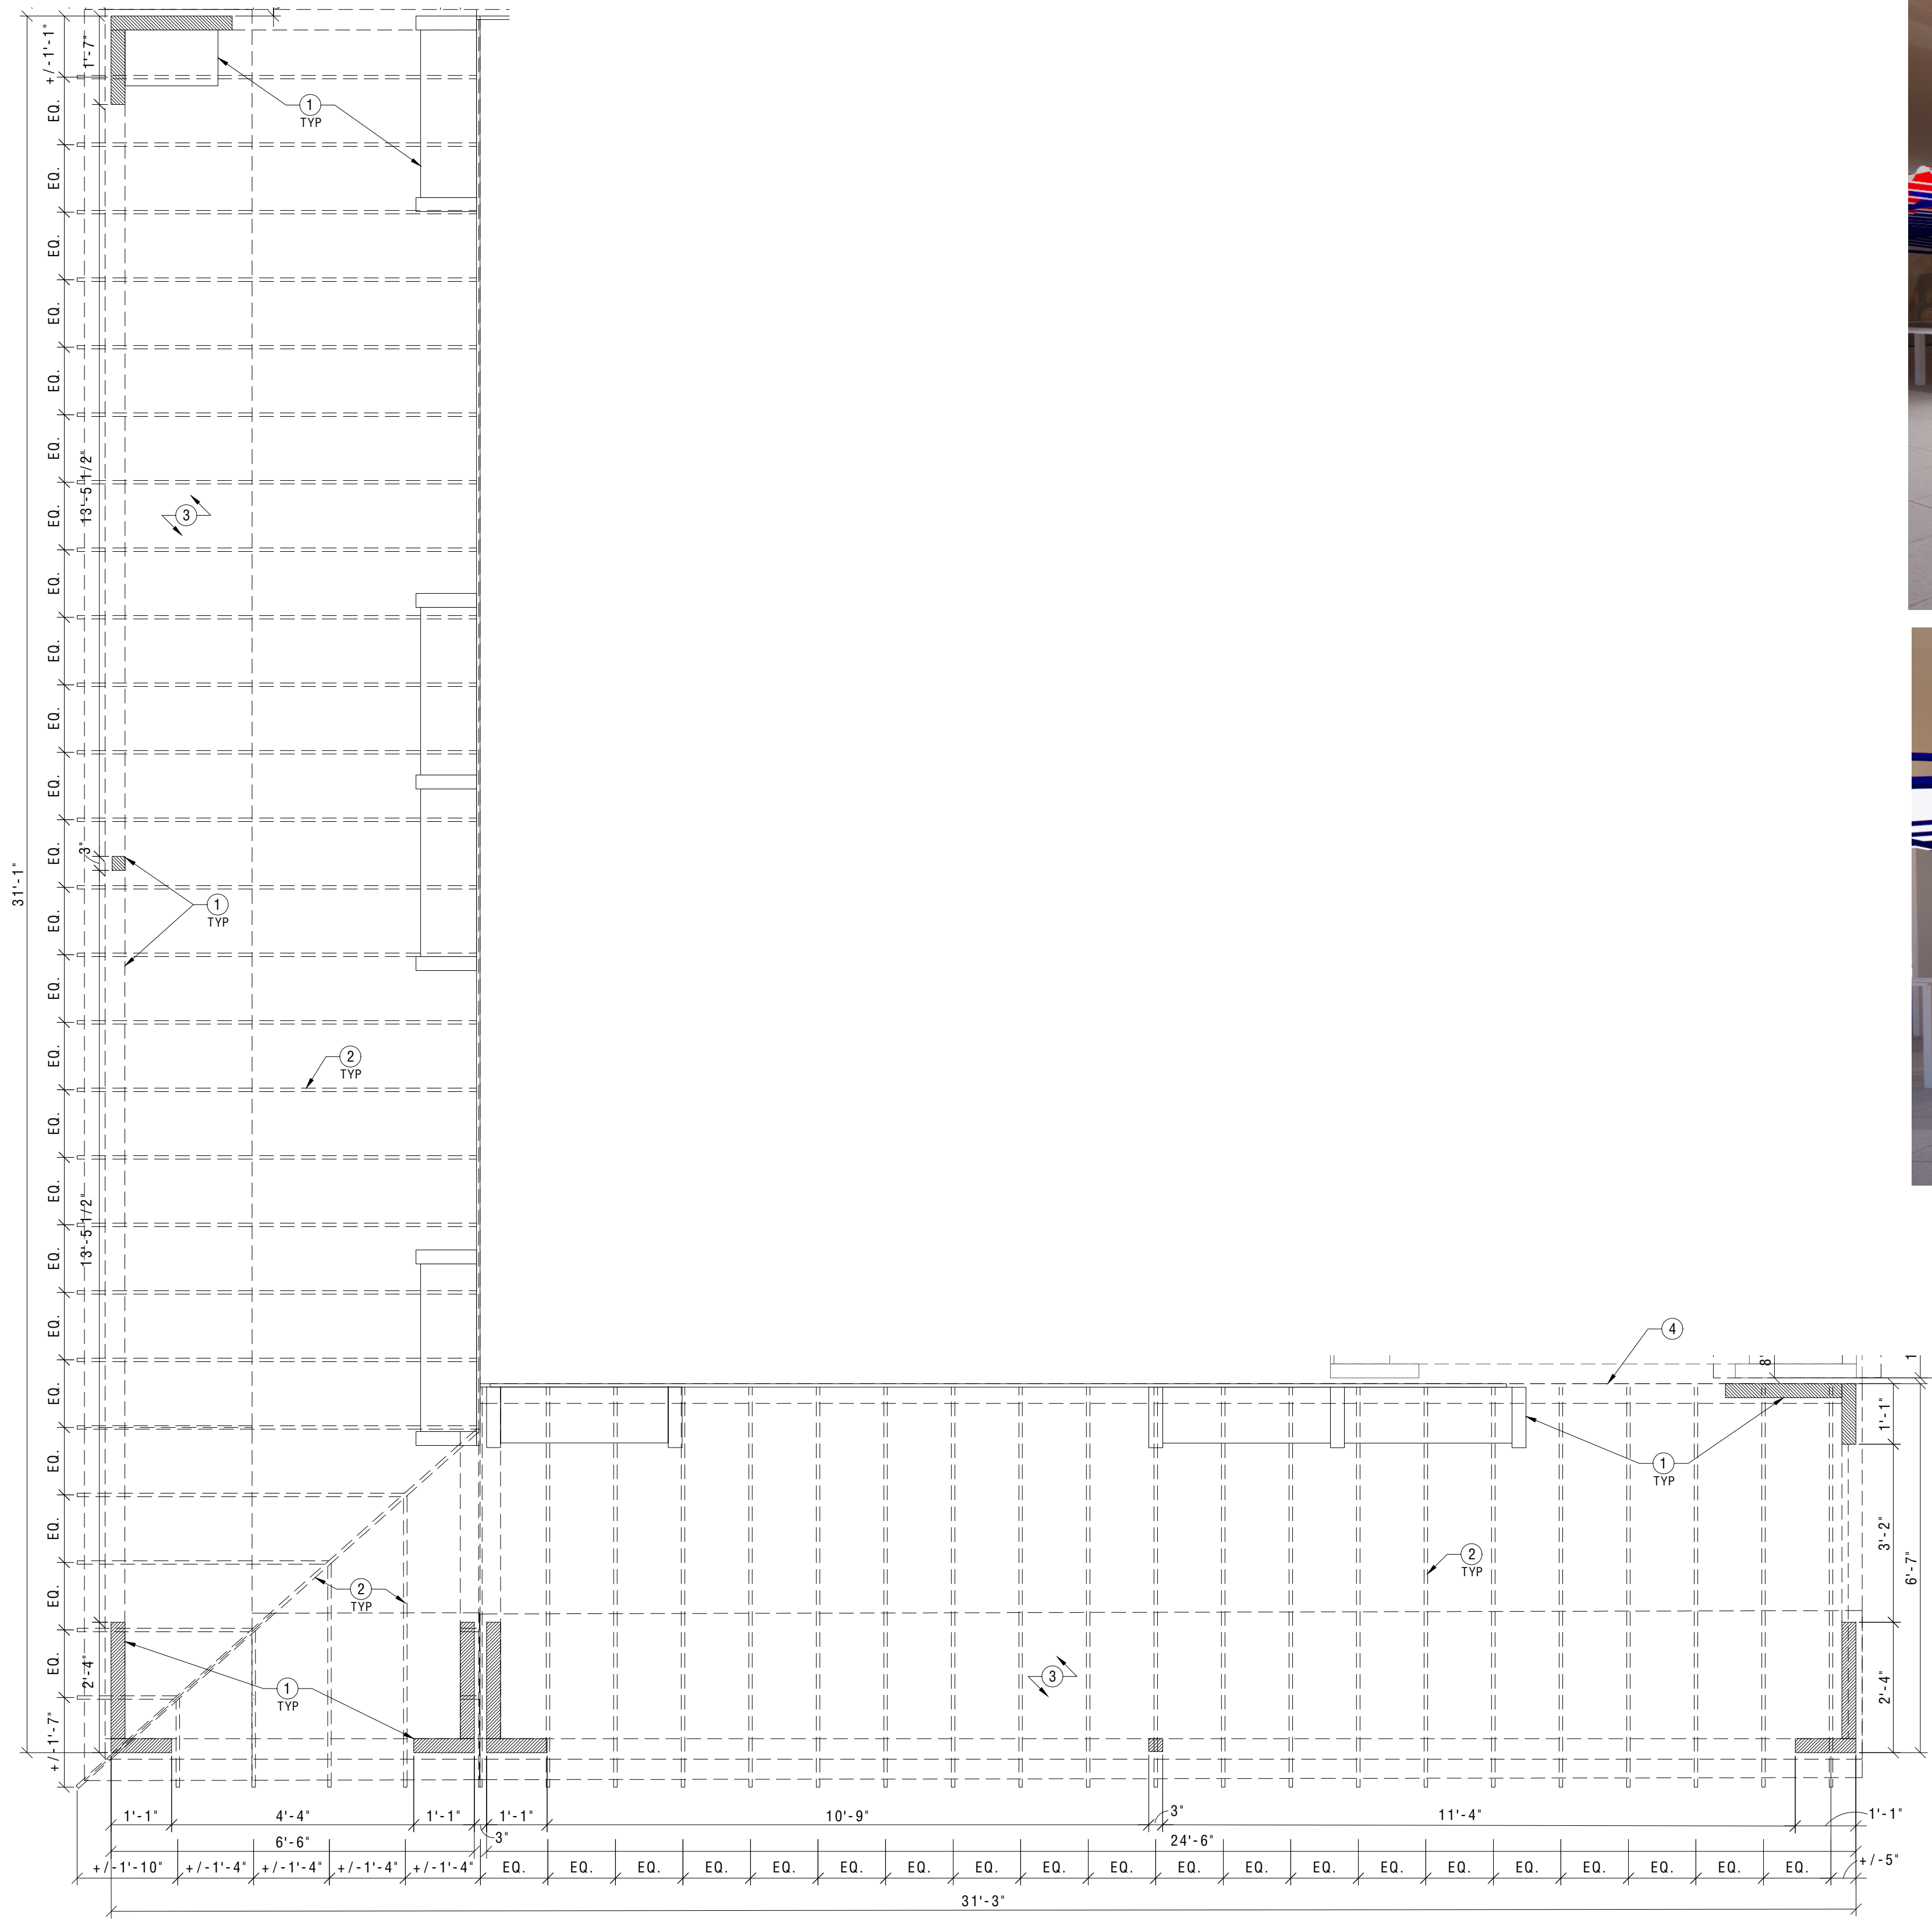 +/-1'-1"
1'-7"
EQ.
1
TYP
EQ.
EQ.
EQ.
EQ.
EQ.
13'-5 1/2"
3
EQ.
EQ.
EQ.
EQ.
EQ.
3"
31'-1"
EQ.
1
TYP
EQ.
EQ.
EQ.
2
TYP
EQ.
EQ.
13'-5 1/2"
EQ.
EQ.
EQ.
4
8'
1
EQ.
1'-1"
EQ.
1
TYP
EQ.
3'-2"
2
TYP
6'-7"
EQ.
2
TYP
EQ.
2'-4"
3
1
TYP
2'-4"
+/-1'-7"
1'-1"
4'-4"
1'-1"
1'-1"
10'-9"
3"
11'-4"
1'-1"
6'-6"
3"
24'-6"
+/-1'-10" +/-1'-4" +/-1'-4" +/-1'-4" +/-1'-4" EQ. EQ. EQ. EQ. EQ. EQ. EQ. EQ. EQ. EQ. EQ. EQ. EQ. EQ. EQ. EQ. EQ. EQ. EQ. EQ. +/-5"
31'-3"